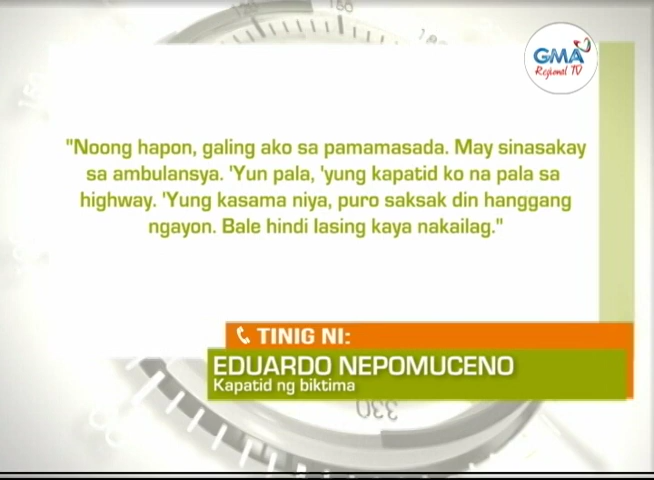 150
180
GMA
Regional TV
"Noong hapon, galing ako sa pamamasada. May sinasakay
sa ambulansya. 'Yun pala, 'yung kapatid ko na pala sa
highway. 'Yung kasama niya, puro saksak din hanggang
ngayon. Bale hindi lasing kaya nakailag."
TINIG NI:
EDUARDO NEPOMUCENO
Kapatid ng biktima
330